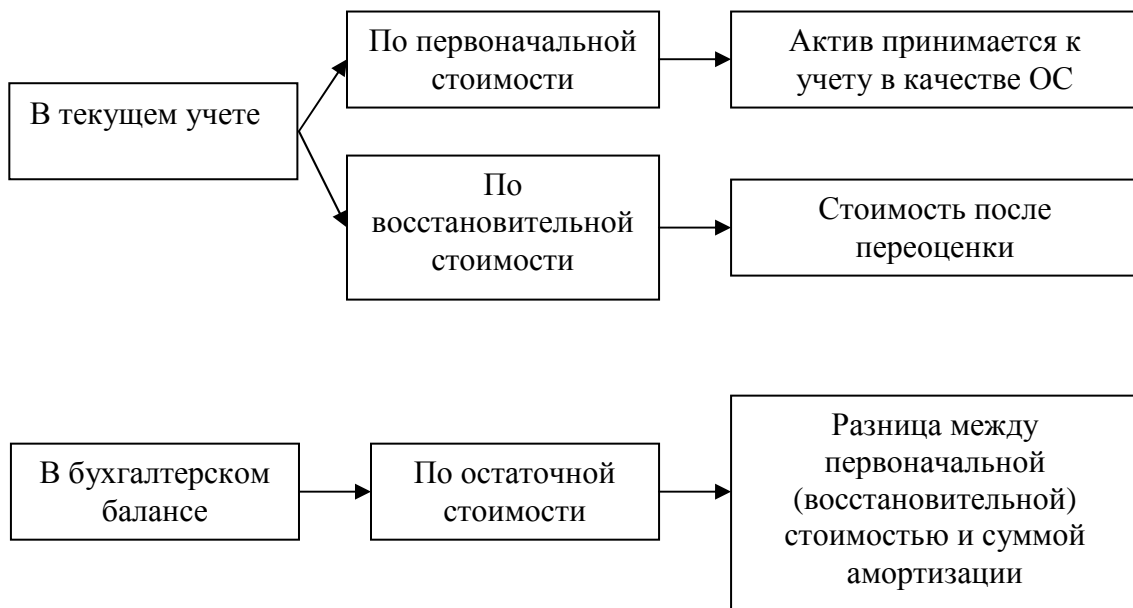 В текущем учете
По первоначальной
стоимости
Актив принимается к
учету в качестве ОС
По
восстановительной
стоимости
Стоимость после
переоценки
В бухгалтерском
балансе
По остаточной
стоимости
Разница между
первоначальной
(восстановительной)
стоимостью и суммой
амортизации